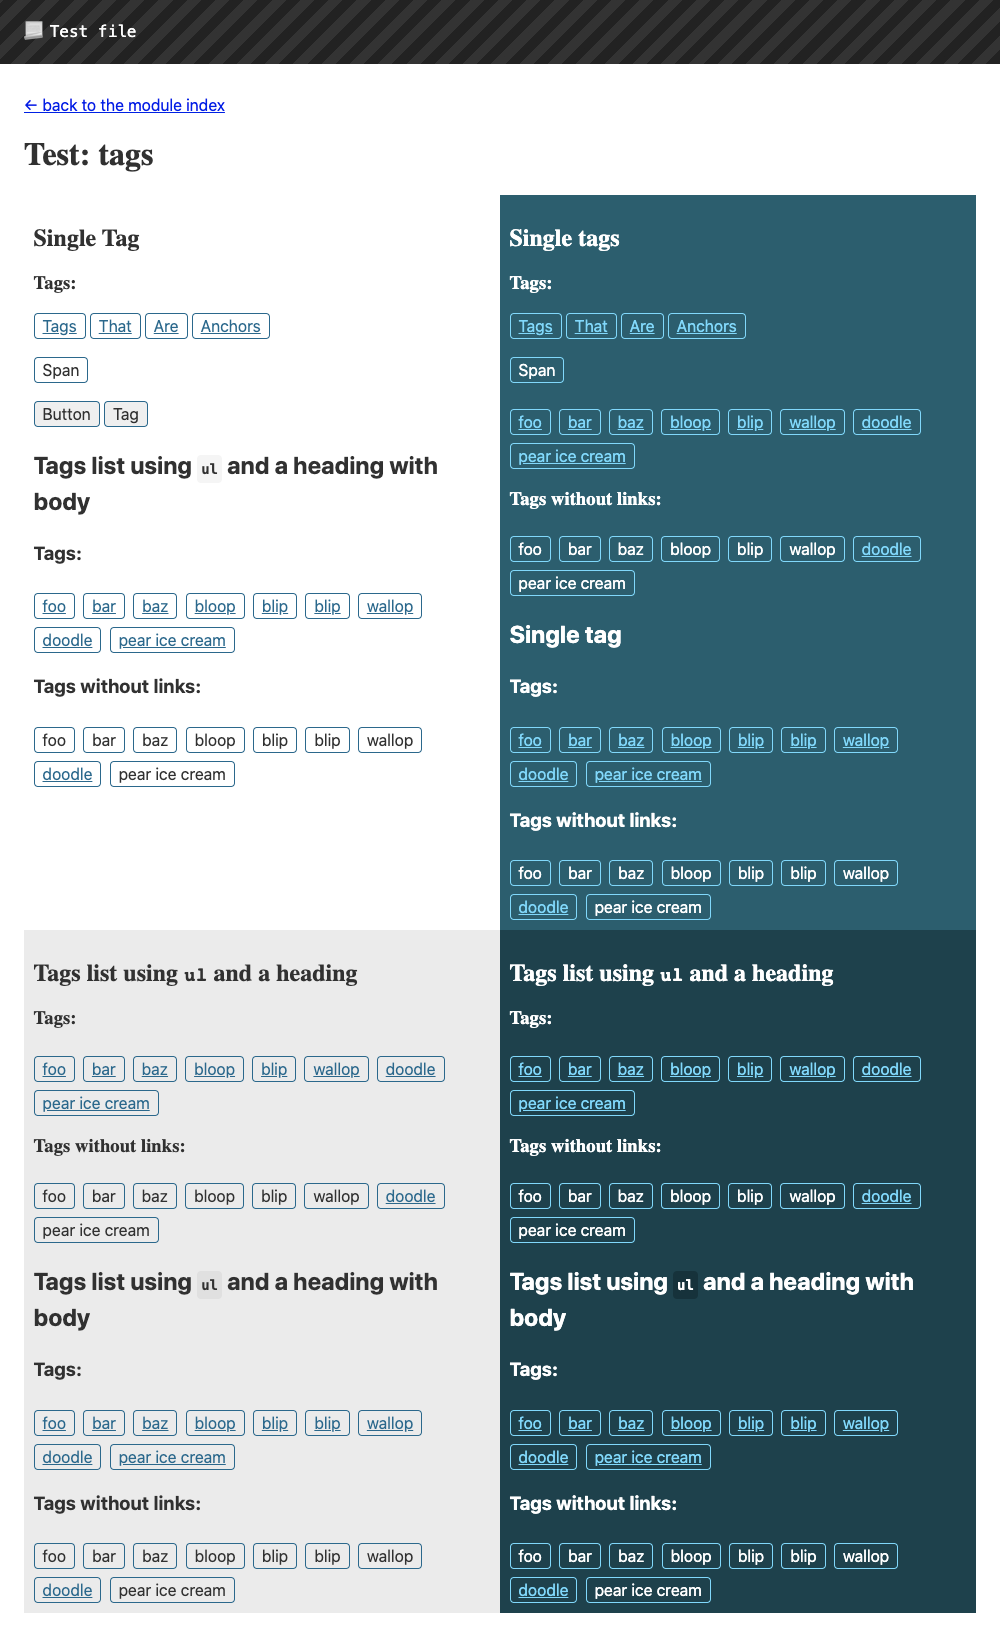 Test file
← back to the module index
Test: tags
Single Tag
Tags:
Tags That Are Anchors
Span
Button Tag
Tags list using ul and a heading with
body
Tags:
foo bar baz bloop blip blip wallop
doodle pear ice cream
Tags without links:
foo bar baz bloop blip blip wallop
doodle pear ice cream
Single tags
Tags:
Tags That Are Anchors
Span
foo bar baz bloop blip wallop doodle
pear ice cream
Tags without links:
foo bar baz bloop blip wallop doodle
pear ice cream
Single tag
Tags:
foo bar baz bloop blip blip wallop
doodle pear ice cream
Tags without links:
foo bar baz bloop blip blip wallop
doodle pear ice cream
Tags list using ul and a heading
Tags:
foo bar baz bloop blip wallop doodle
pear ice cream
Tags without links:
foo bar baz bloop blip wallop doodle
pear ice cream
Tags list using ul and a heading with
body
Tags:
foo bar baz bloop blip blip wallop
doodle pear ice cream
Tags without links:
foo bar baz bloop blip blip wallop
doodle pear ice cream
Tags list using ul and a heading
Tags:
foo bar baz bloop blip wallop doodle
pear ice cream
Tags without links:
foo bar baz bloop blip wallop doodle
pear ice cream
Tags list using ul and a heading with
body
Tags:
foo bar baz bloop blip blip wallop
doodle pear ice cream
Tags without links:
foo bar baz bloop blip blip wallop
doodle pear ice cream